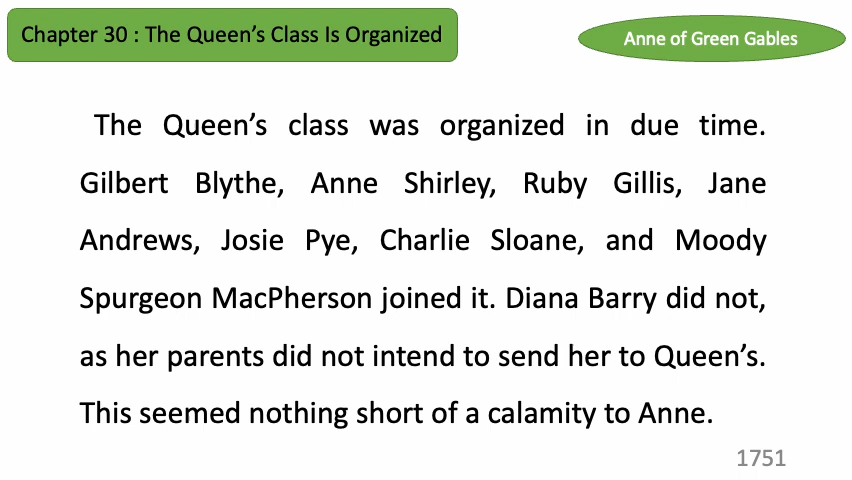 Chapter 30 : The Queen’s Class Is Organized
Anne of Green Gables
The Queen’s class was organized in due time.
Gilbert Blythe, Anne Shirley, Ruby Gillis, Jane
Andrews, Josie Pye, Charlie Sloane, and Moody
Spurgeon MacPherson joined it. Diana Barry did not,
as her parents did not intend to send her to Queen’s.
This seemed nothing short of a calamity to Anne.
1751